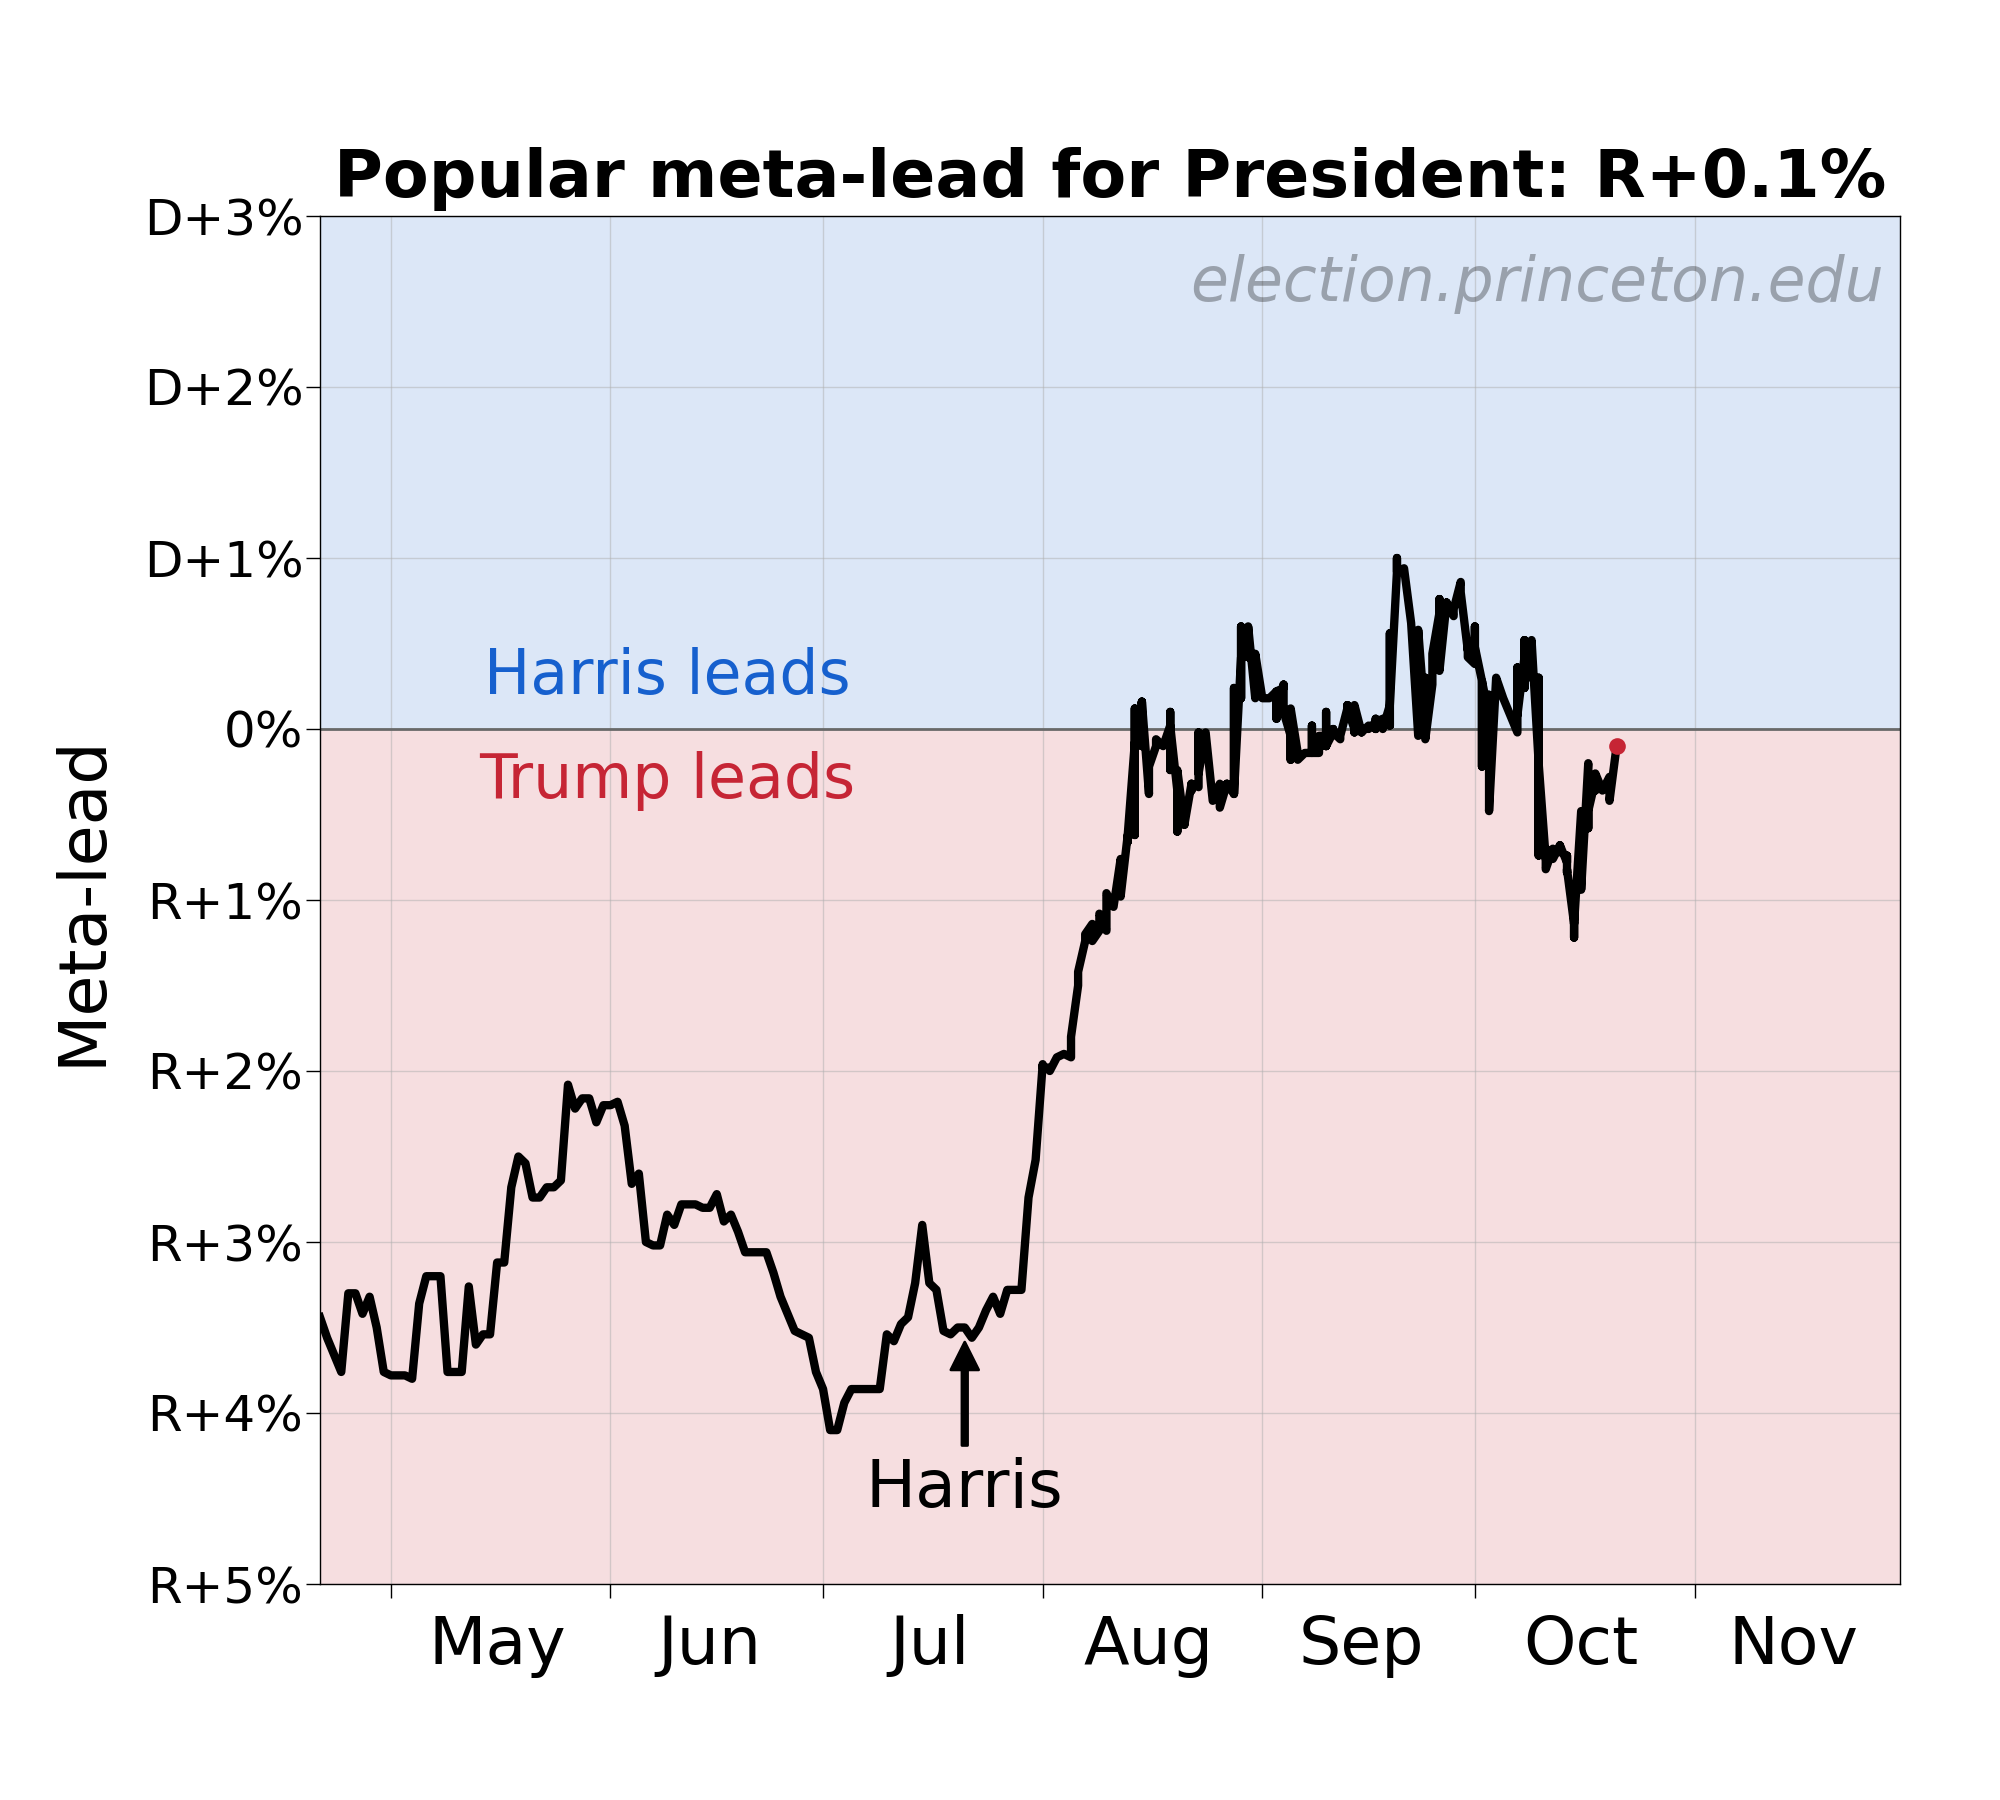 Popular meta-lead for President: R+0.1%
D+3%
election.princeton.edu
D+2%
D+1%
Harris leads
0%
Trump leads
Meta-lead
R+1%
R+2%
R+3%
R+4%
Harris
R+5%
May Jun Jul Aug Sep Oct Nov